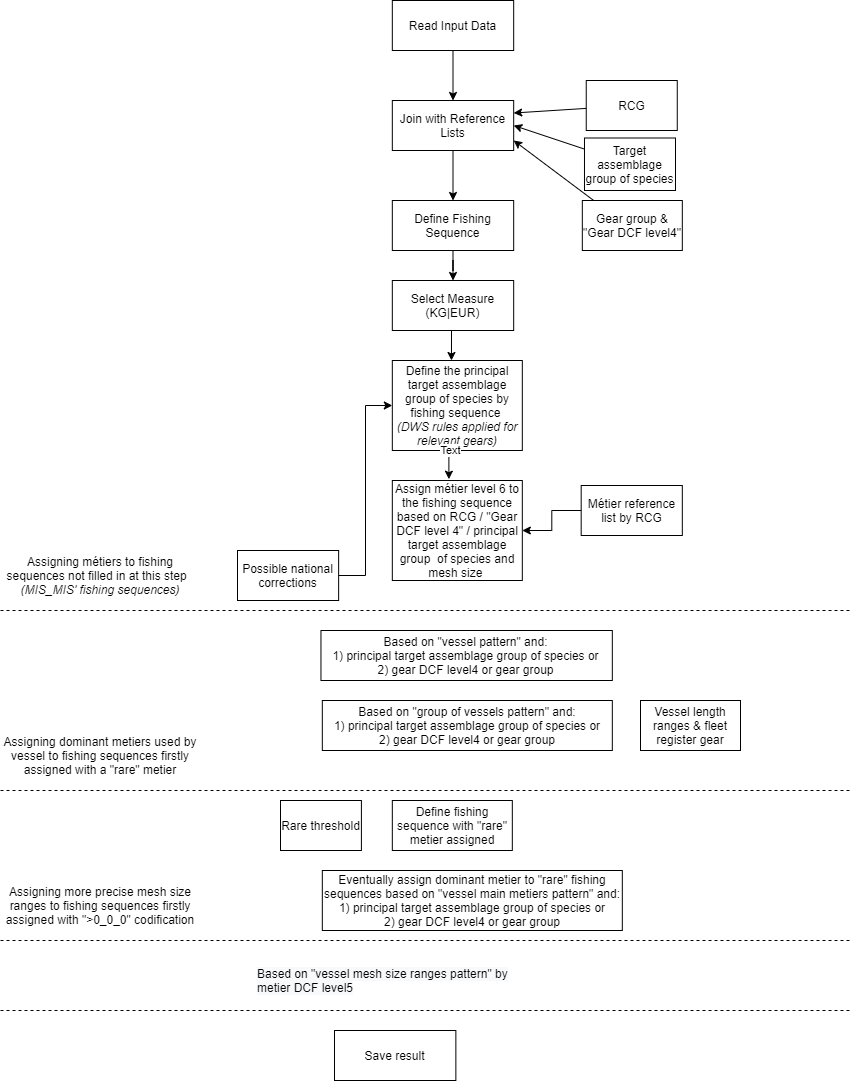 Read Input Data
Join with Reference
Lists
RCG
Target
assemblage
group of species
Gear group &
"Gear DCF level4"
Define Fishing
Sequence
Select Measure
(KG|EUR)
Define the principal
target assemblage
group of species by
fishing sequence
(DWS rules applied for
relevant gears)
Text
Assign métier level 6 to
the fishing sequence
based on RCG / "Gear
DCF level 4" / principal
target assemblage
group of species and
mesh size
Métier reference
list by RCG
Possible national
corrections
Assigning métiers to fishing
sequences not filled in at this step
(MIS_MIS' fishing sequences)
Based on "vessel pattern" and:
1) principal target assemblage group of species or
2) gear DCF level4 or gear group
Based on "group of vessels pattern" and:
1) principal target assemblage group of species or
2) gear DCF level4 or gear group
Vessel length
ranges & fleet
register gear
Assigning dominant metiers used by
vessel to fishing sequences firstly
assigned with a "rare" metier
Rare threshold
Define fishing
sequence with "rare"
metier assigned
Eventually assign dominant metier to "rare" fishing
sequences based on "vessel main metiers pattern" and:
1) principal target assemblage group of species or
2) gear DCF level4 or gear group
Assigning more precise mesh size
ranges to fishing sequences firstly
assigned with ">0_0_0" codification
Based on "vessel mesh size ranges pattern" by
metier DCF level5
Save result